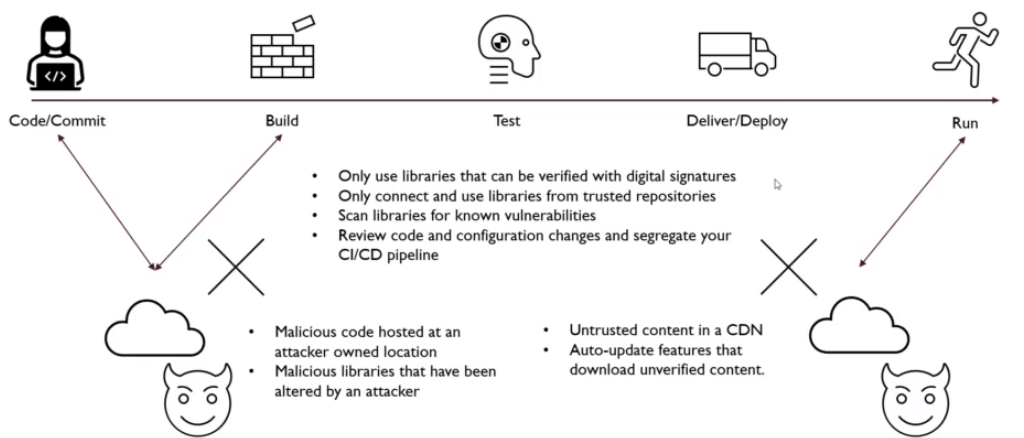 </>
Code/Commit
Build
Test
Deliver/Deploy
Run
• Only use libraries that can be verified with digital signatures
• Only connect and use libraries from trusted repositories
• Scan libraries for known vulnerabilities
• Review code and configuration changes and segregate your
CI/CD pipeline
• Malicious code hosted at an
attacker owned location
• Malicious libraries that have been
altered by an attacker
• Untrusted content in a CDN
• Auto-update features that
download unverified content.